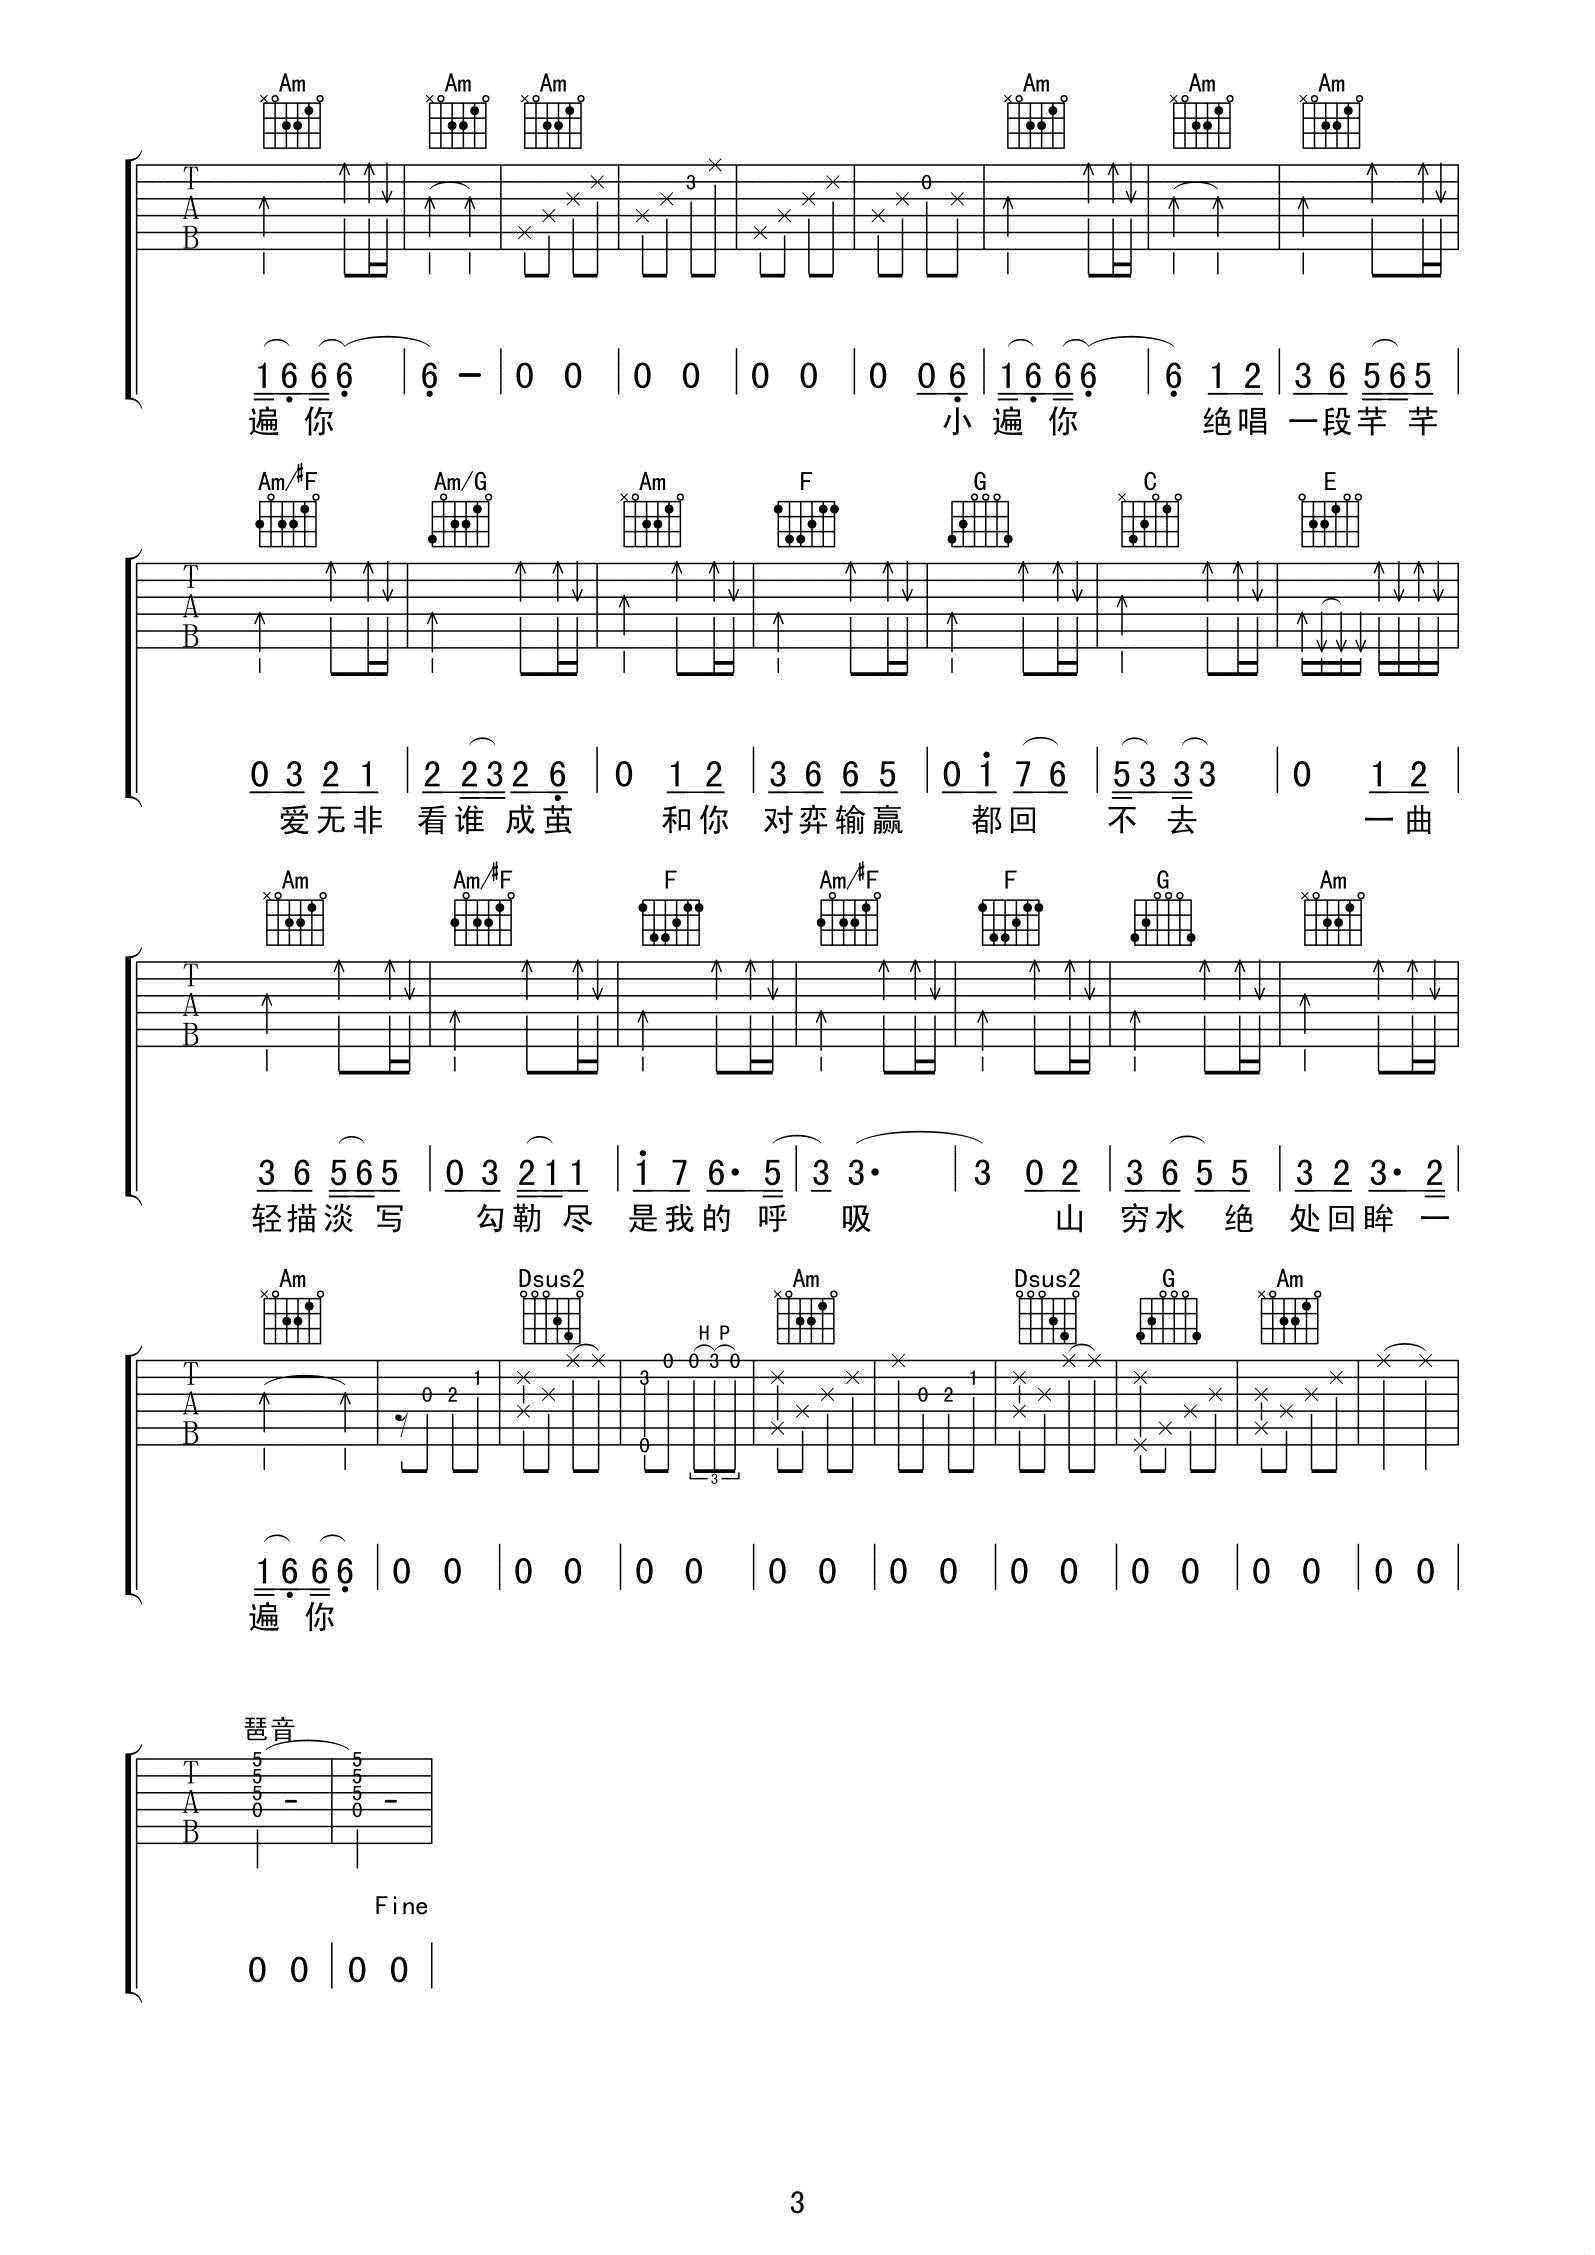 Am Am Am Am Am Am
T 3 0
A
B
1 6 6 6 | 6 – | 0 0 | 0 0 | 0 0 | 0 0 6 | 1 6 6 6 | 6 1 2 | 3 6 5 6 5 |
遍 你 小 遍 你 绝唱 一段芊 芊
Am/#F Am/G Am F G C E
T
A
B
0 3 2 1 | 2 2 3 2 6 | 0 1 2 | 3 6 6 5 | 0 1 7 6 | 5 3 3 3 | 0 1 2 |
爱无非 看谁 成茧 和你 对弈输赢 都回 不 去 一曲
Am Am/#F F Am/#F F G Am
T
A
B
3 6 5 6 5 | 0 3 2 1 1 | 1 7 6· 5 | 3 3· | 3 0 2 | 3 6 5 5 | 3 2 3· 2 |
轻描淡 写 勾勒 尽 是我的 呼 吸 山 穷水 绝 处回眸 一
Am Dsus2 Am Dsus2 G Am
H P
T 0 0 3 0
3 1 1
A 0 2 0 2
B 0
3
1 6 6 6 | 0 0 | 0 0 | 0 0 | 0 0 | 0 0 | 0 0 | 0 0 | 0 0 | 0 0 |
遍 你
琶音
5 5
T 5 5
5 – 5 –
A 0 0
B
Fine
0 0 | 0 0 |
3